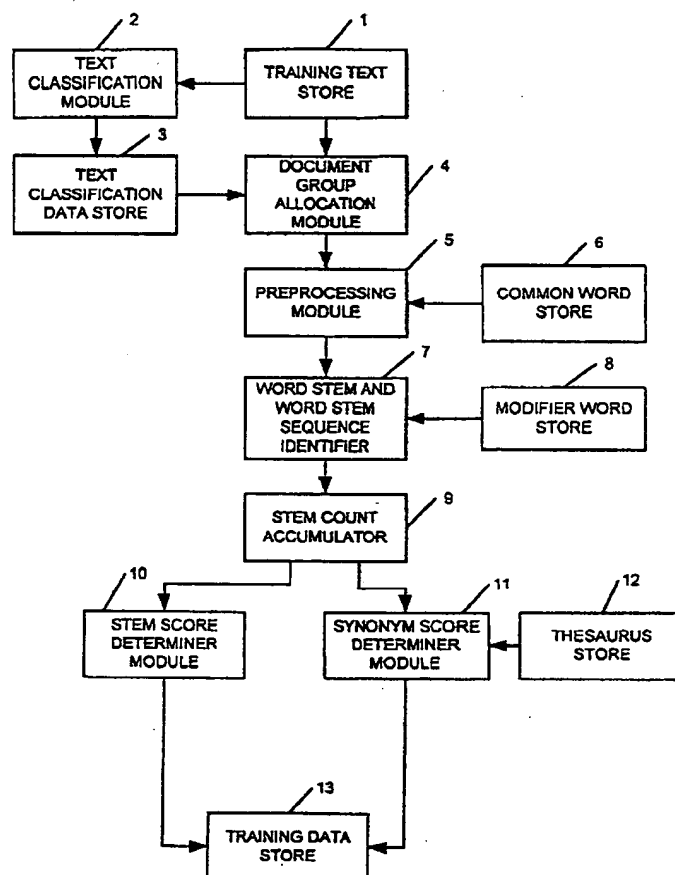 2
1
TEXT
CLASSIFICATION
MODULE
TRAINING TEXT
STORE
3
TEXT
CLASSIFICATION
DATA STORE
DOCUMENT
GROUP
ALLOCATION
MODULE
4
5
6
PREPROCESSING
MODULE
COMMON WORD
STORE
7
8
WORD STEM AND
WORD STEM
SEQUENCE
IDENTIFIER
MODIFIER WORD
STORE
9
STEM COUNT
ACCUMULATOR
10
11
12
STEM SCORE
DETERMINER
MODULE
SYNONYM SCORE
DETERMINER
MODULE
THESAURUS
STORE
13
TRAINING DATA
STORE